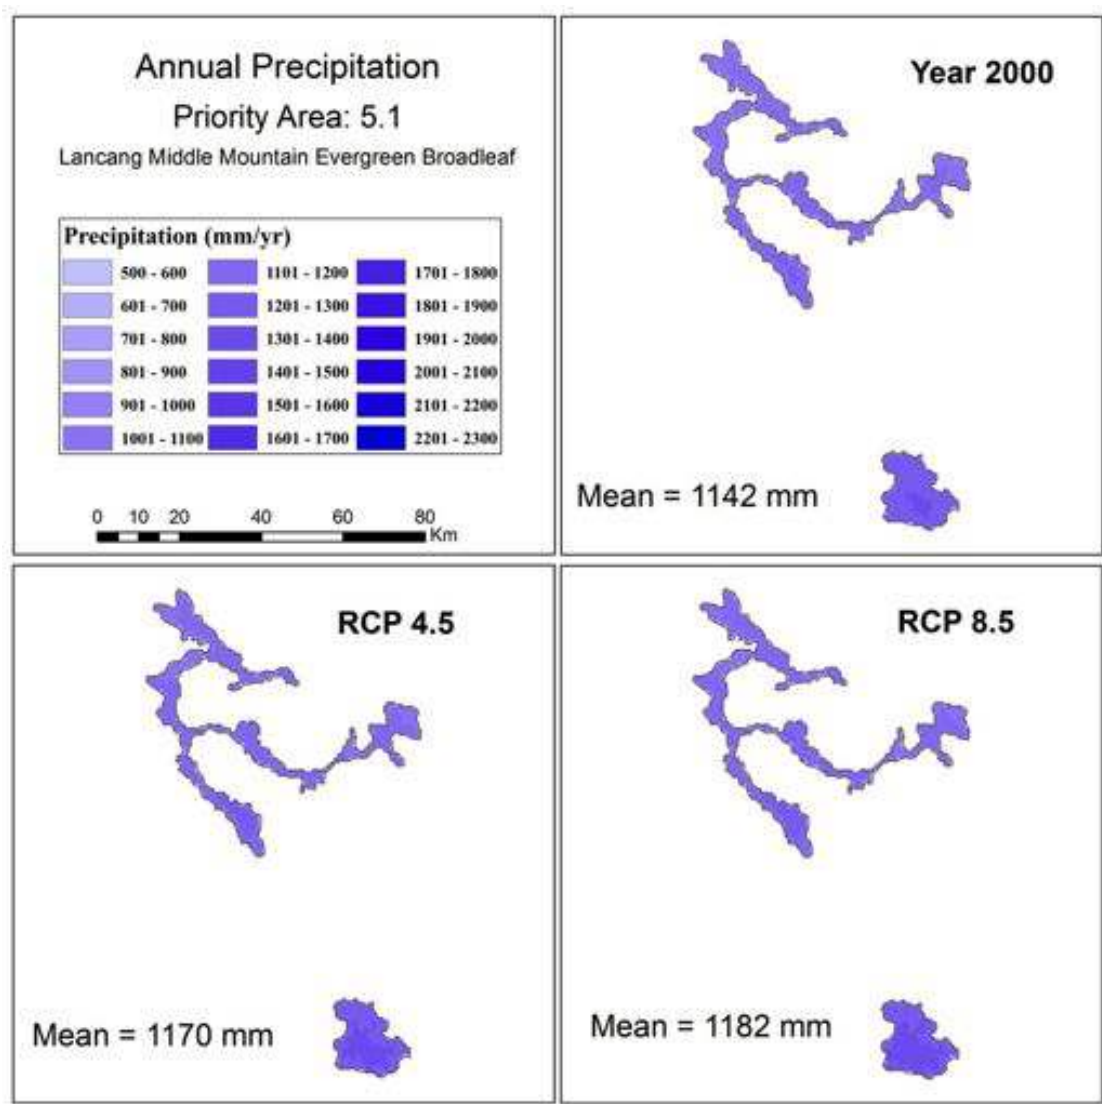 Annual Precipitation
Priority Area: 5.1
Lancang Middle Mountain Evergreen Broadleaf
Precipitation (mm/yr)
500 - 600
601 - 700
701 - 800
801 - 900
901 - 1000
1001 - 1100
1101 - 1200
1201 - 1300
1301 - 1400
1401 - 1500
1501 - 1600
1601 - 1700
1701 - 1800
1801 - 1900
1901 - 2000
2001 - 2100
2101 - 2200
2201 - 2300
0 10 20 40 60 80
Km
Year 2000
Mean = 1142 mm
RCP 4.5
Mean = 1170 mm
RCP 8.5
Mean = 1182 mm